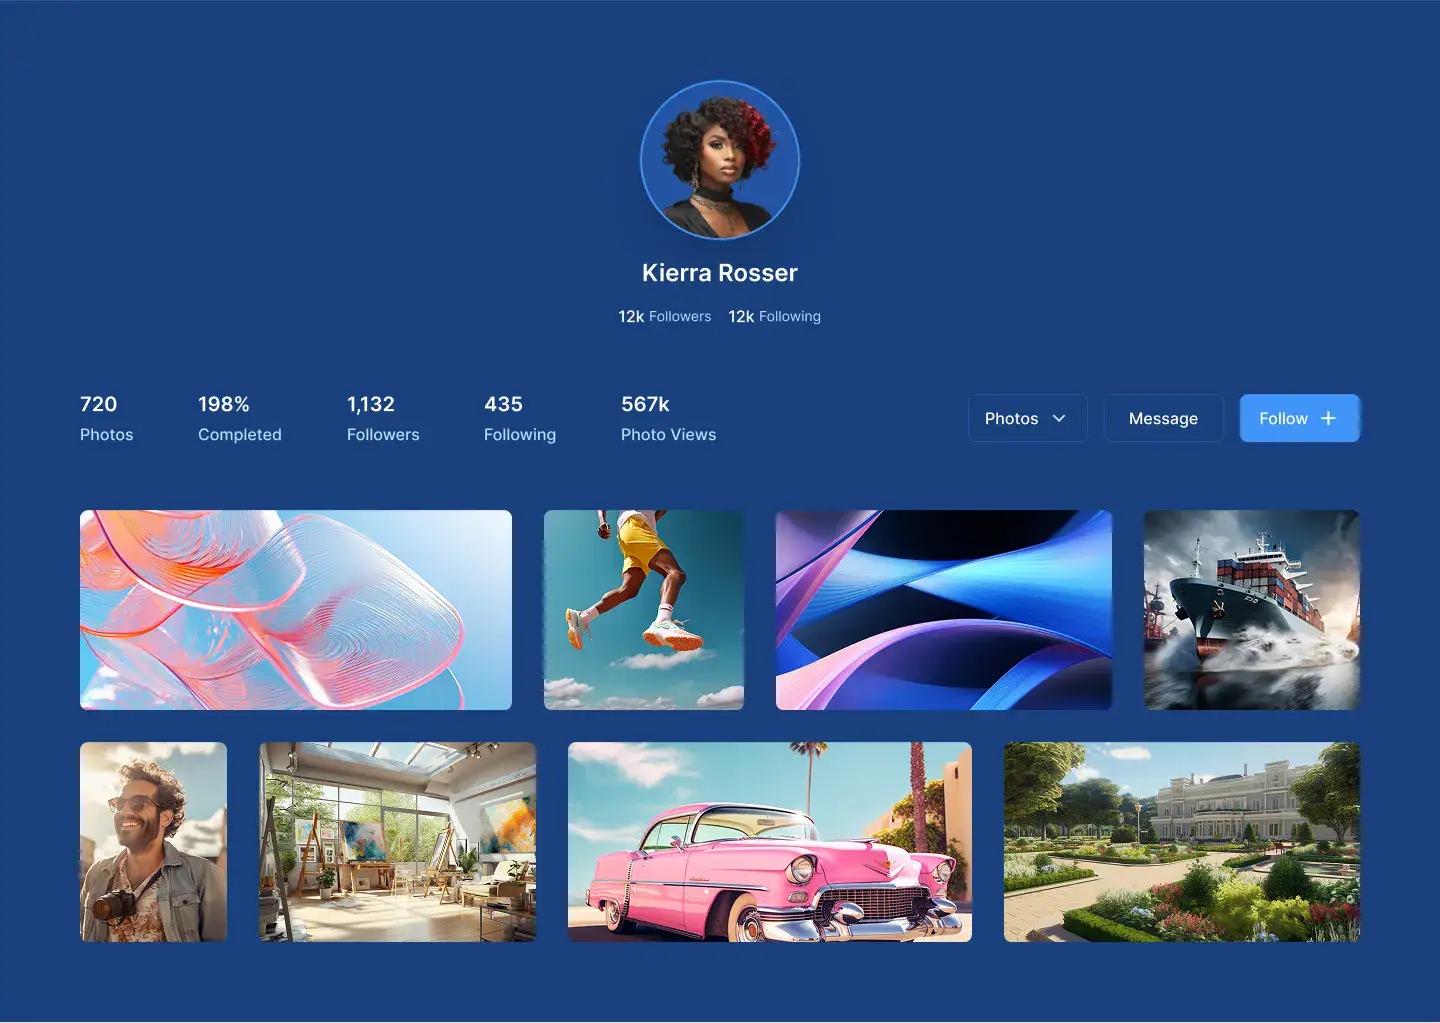 Kierra Rosser
12k Followers 12k Following
720 198% 1,132 435 567k
Photos Completed Followers Following Photo Views
Photos Message Follow